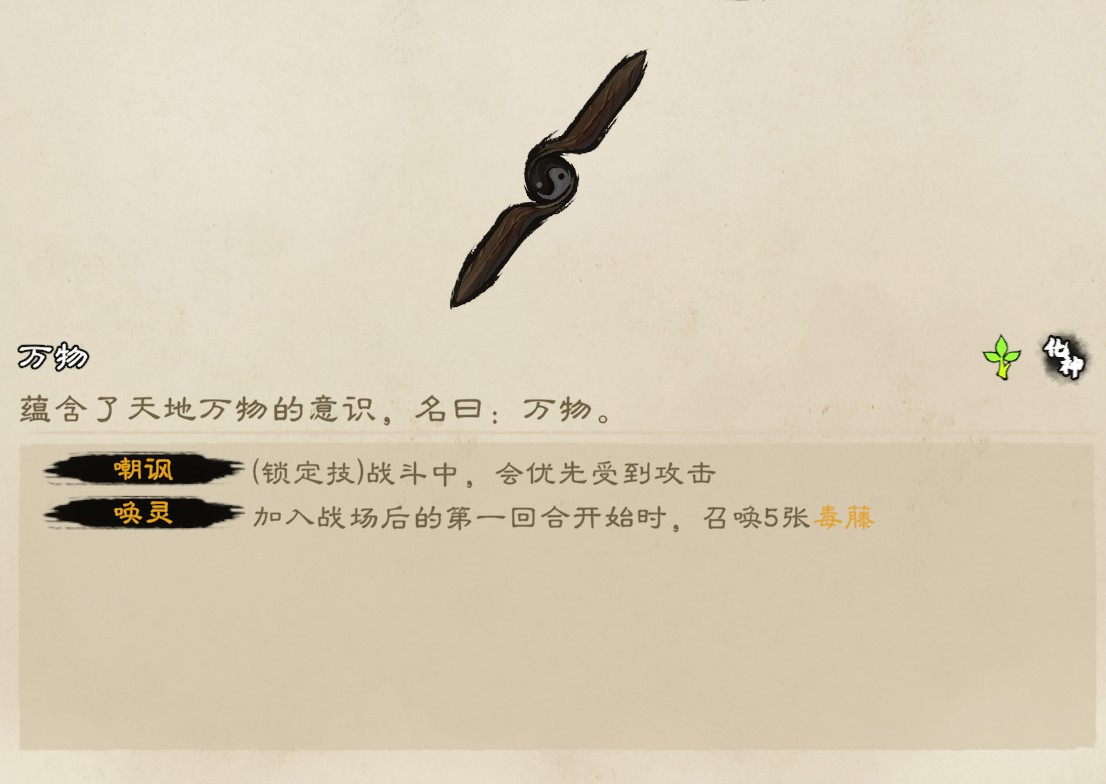 万物
化神
蕴含了天地万物的意识，名曰：万物。
嘲讽 (锁定技)战斗中，会优先受到攻击
唤灵 加入战场后的第一回合开始时，召唤5张毒藤